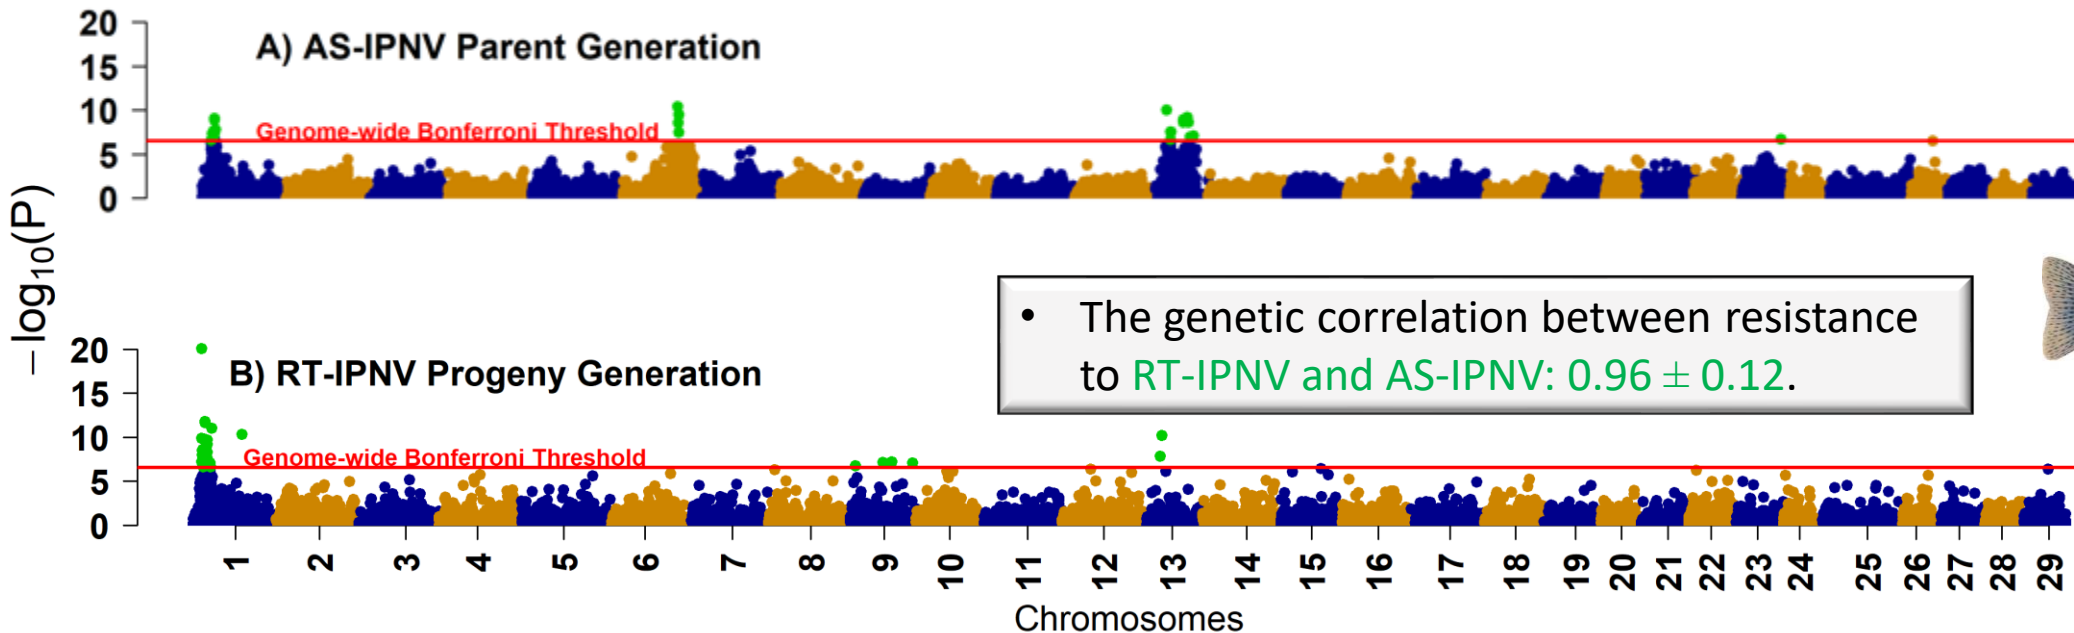 20
A) AS-IPNV Parent Generation
15
10
Genome-wide Bonferroni Threshold
5
0
−log₁₀(P)
• The genetic correlation between resistance
to RT-IPNV and AS-IPNV: 0.96 ± 0.12.
20
B) RT-IPNV Progeny Generation
15
10
Genome-wide Bonferroni Threshold
5
0
1 2 3 4 5 6 7 8 9 10 11 12 13 14 15 16 17 18 19 20 21 22 23 24 25 26 27 28 29
Chromosomes